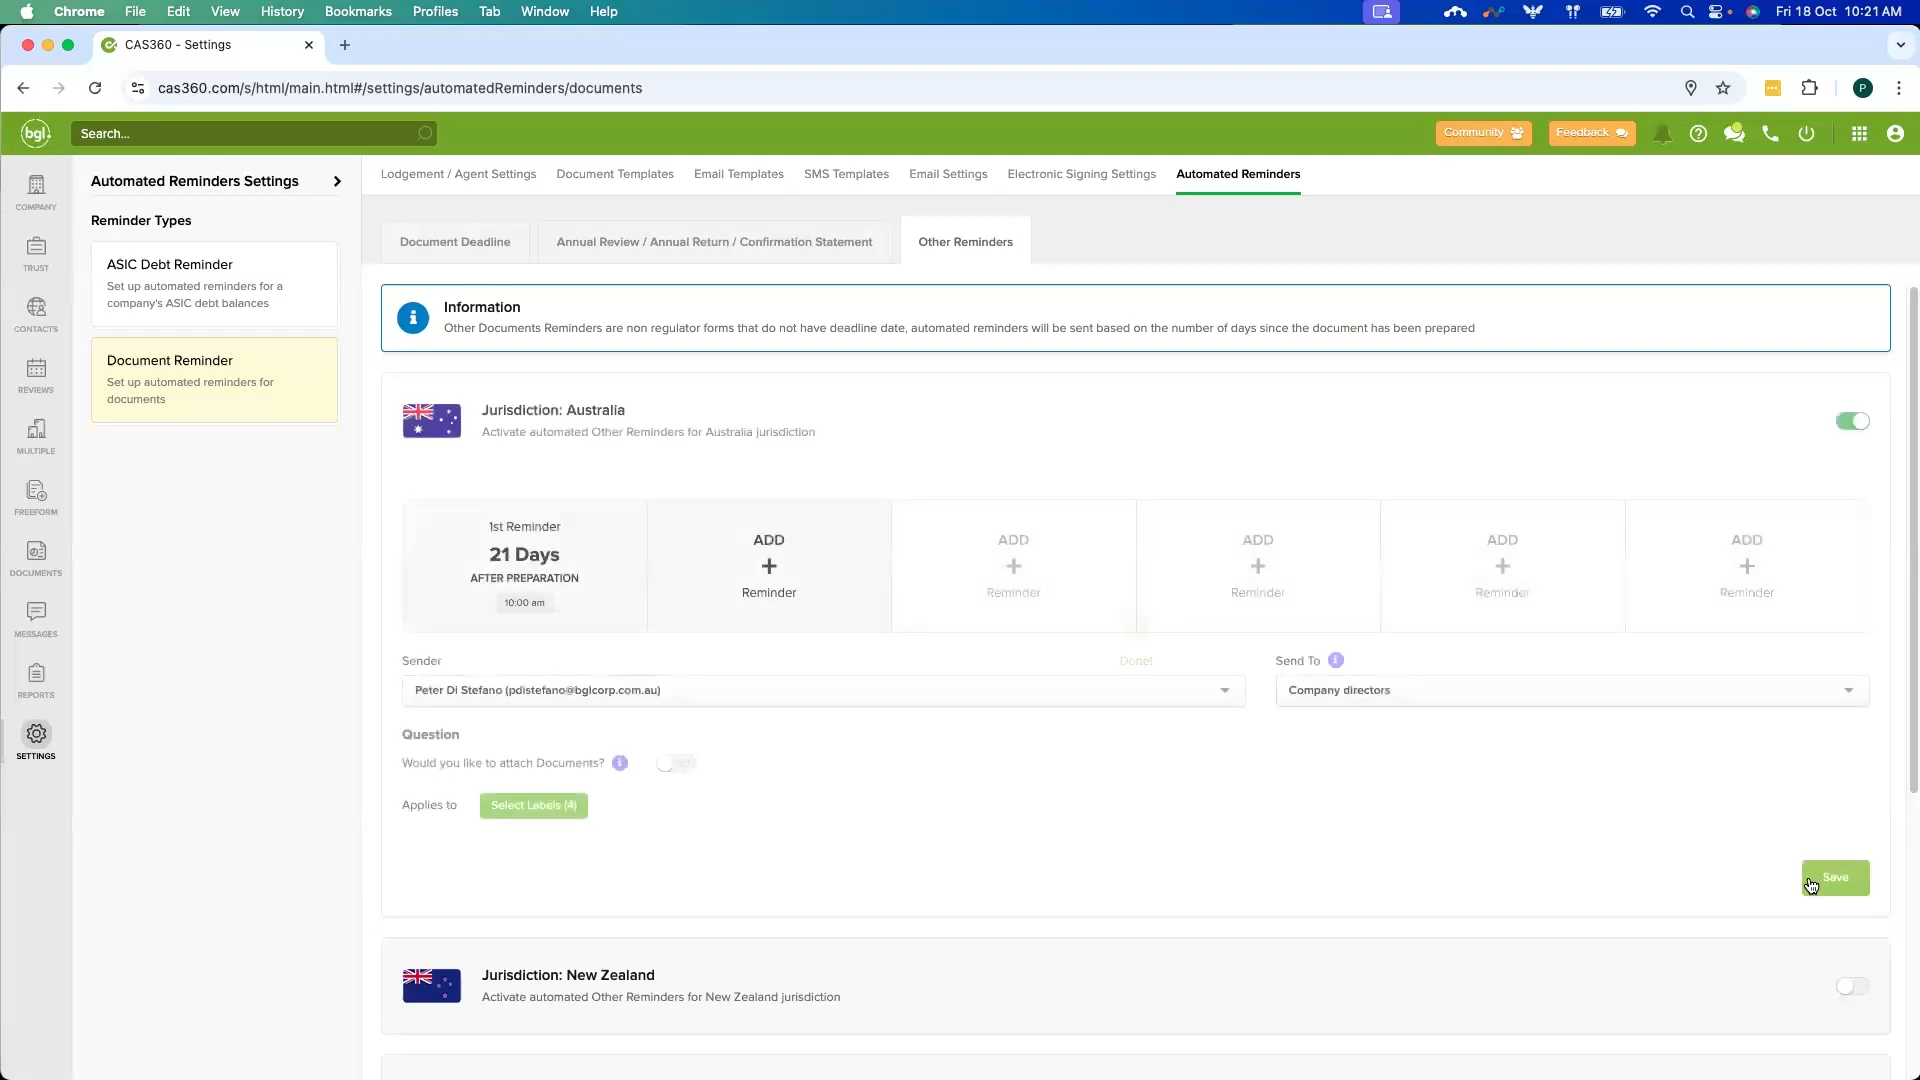 Chrome File Edit View History Bookmarks Profiles Tab Window Help
Fri 18 Oct 10:21 AM
CAS360 - Settings
cas360.com/s/html/main.html#/settings/automatedReminders/documents
P
bgl.
Search...
Community
Feedback
COMPANY
TRUST
CONTACTS
REVIEWS
MULTIPLE
FREEFORM
DOCUMENTS
MESSAGES
REPORTS
SETTINGS
Automated Reminders Settings
Reminder Types
ASIC Debt Reminder
Set up automated reminders for a
company's ASIC debt balances
Document Reminder
Set up automated reminders for
documents
Lodgement / Agent Settings Document Templates Email Templates SMS Templates Email Settings Electronic Signing Settings Automated Reminders
Document Deadline Annual Review / Annual Return / Confirmation Statement Other Reminders
Information
Other Documents Reminders are non regulator forms that do not have deadline date, automated reminders will be sent based on the number of days since the document has been prepared
Jurisdiction: Australia
Activate automated Other Reminders for Australia jurisdiction
1st Reminder
21 Days
AFTER PREPARATION
10:00 am
ADD
+
Reminder
ADD
+
Reminder
ADD
+
Reminder
ADD
+
Reminder
ADD
+
Reminder
Sender
Done!
Send To
Peter Di Stefano (pdistefano@bglcorp.com.au)
Company directors
Question
Would you like to attach Documents?
Applies to
Select Labels (4)
Save
Jurisdiction: New Zealand
Activate automated Other Reminders for New Zealand jurisdiction